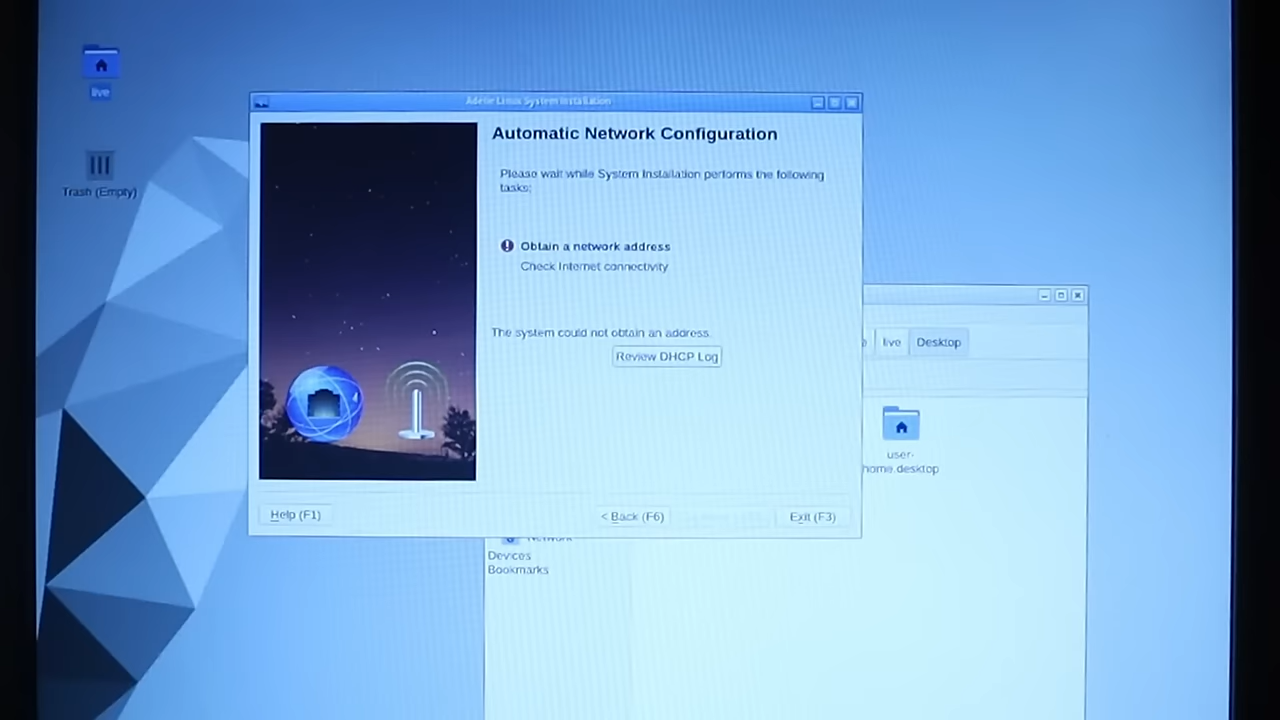 live
Trash (Empty)
Adélie Linux System Installation
Automatic Network Configuration
Please wait while System Installation performs the following
tasks:
Obtain a network address
Check Internet connectivity
The system could not obtain an address.
Review DHCP Log
Help (F1)
< Back (F6)
Exit (F3)
live
Desktop
user-
home.desktop
Network
Devices
Bookmarks